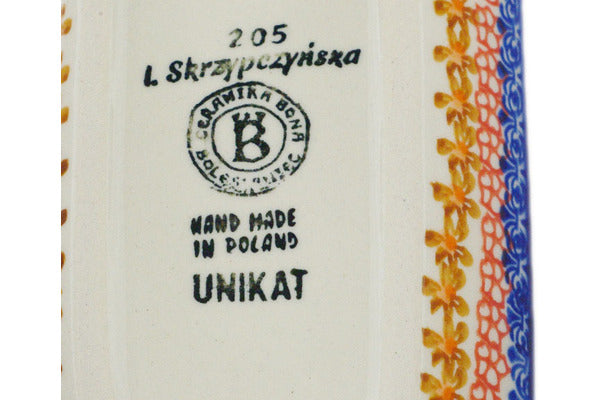 205
L. Skrzypczyńska
CERAMIKA BONA
B
BOLESŁAWIEC
HAND MADE
IN POLAND
UNIKAT